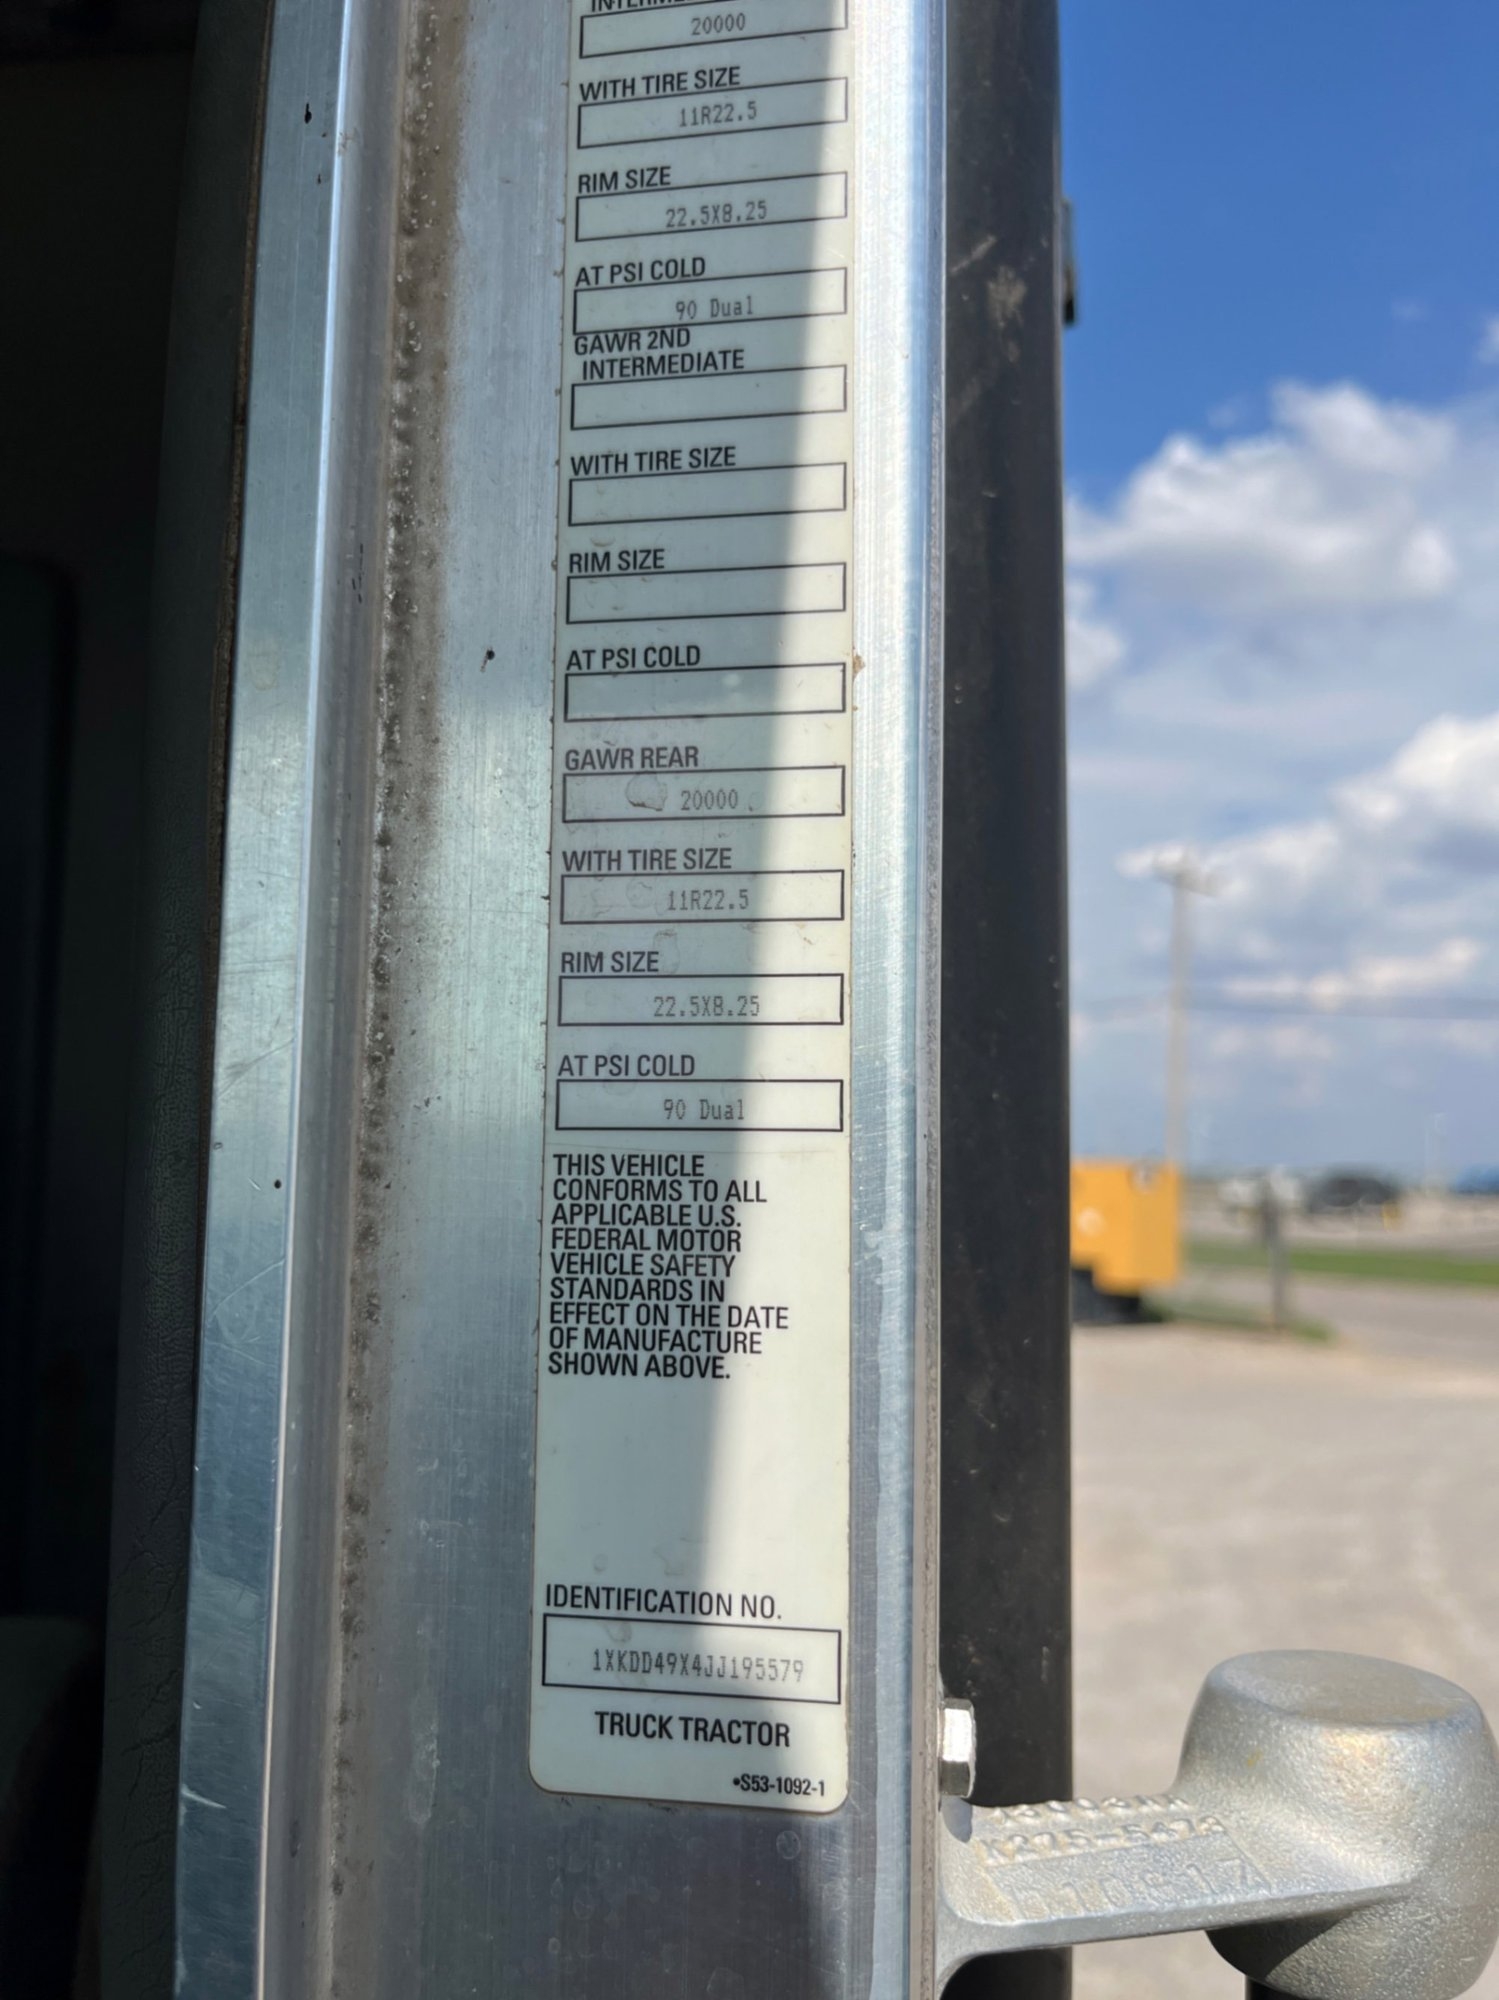 20000
WITH TIRE SIZE
11R22.5
RIM SIZE
22.5X8.25
AT PSI COLD
90 Dual
GAWR 2ND
INTERMEDIATE
WITH TIRE SIZE
RIM SIZE
AT PSI COLD
GAWR REAR
20000
WITH TIRE SIZE
11R22.5
RIM SIZE
22.5X8.25
AT PSI COLD
90 Dual
THIS VEHICLE
CONFORMS TO ALL
APPLICABLE U.S.
FEDERAL MOTOR
VEHICLE SAFETY
STANDARDS IN
EFFECT ON THE DATE
OF MANUFACTURE
SHOWN ABOVE.
IDENTIFICATION NO.
1XKDD49X4JJ195579
TRUCK TRACTOR
•S53-1092-1
K275-5473